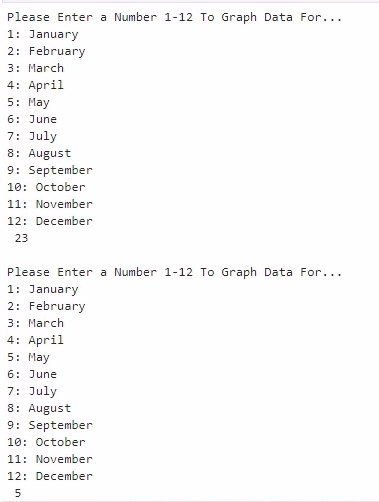 Please Enter a Number 1-12 To Graph Data For...
1: January
2: February
3: March
4: April
5: May
6: June
7: July
8: August
9: September
10: October
11: November
12: December
23
Please Enter a Number 1-12 To Graph Data For...
1: January
2: February
3: March
4: April
5: May
6: June
7: July
8: August
9: September
10: October
11: November
12: December
5